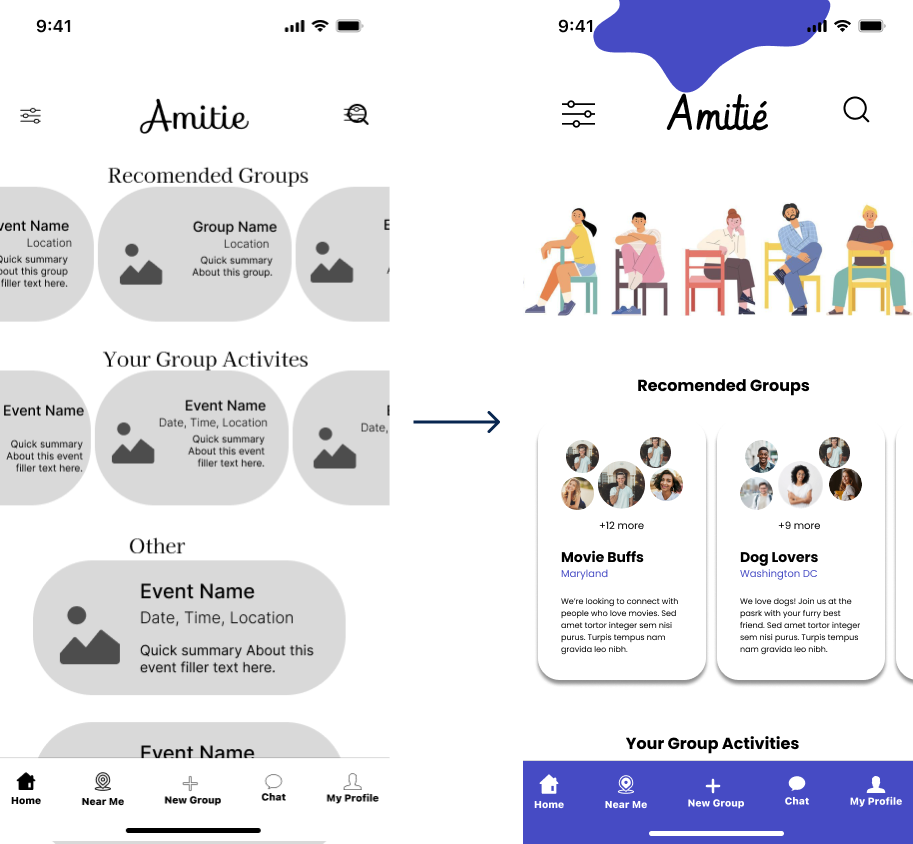 9:41
Amitie
Recomended Groups
vent Name
Location
Quick summary
bout this group
filler text here.
Group Name
Location
Quick summary
About this group.
E
A
Your Group Activites
Event Name
Quick summary
About this event
filler text here.
Event Name
Date, Time, Location
Quick summary
About this event
filler text here.
Date,
Other
Event Name
Date, Time, Location
Quick summary About this
event filler text here.
Event Name
Home
Near Me
New Group
Chat
My Profile
9:41
Amitié
Recomended Groups
+12 more
Movie Buffs
Maryland
We're looking to connect with
people who love movies. Sed
amet tortor integer sem nisi
purus. Turpis tempus nam
gravida leo nibh.
+9 more
Dog Lovers
Washington DC
We love dogs! Join us at the
pasrk with your furry best
friend. Sed amet tortor integer
sem nisi purus. Turpis tempus
nam gravida leo nibh.
Your Group Activities
Home
Near Me
New Group
Chat
My Profile